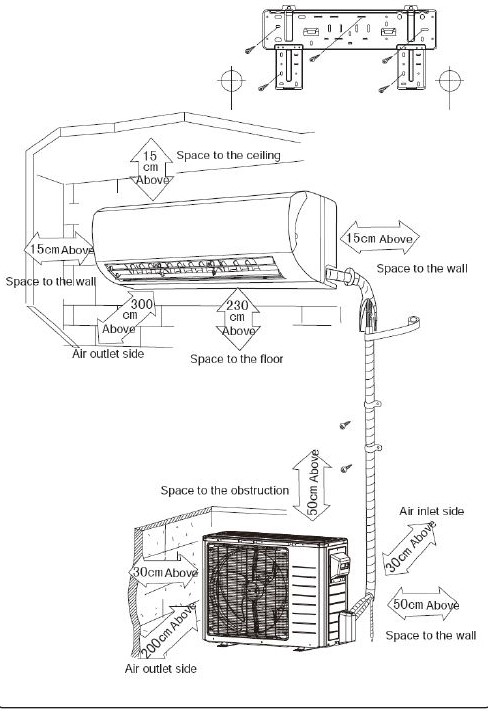 15
cm
Above
Space to the ceiling
15cm Above
Space to the wall
15cm Above
Space to the wall
300
cm
Above
Air outlet side
230
cm
Above
Space to the floor
50cm Above
Space to the obstruction
Air inlet side
30cm Above
30cm Above
50cm Above
Space to the wall
200cm Above
Air outlet side